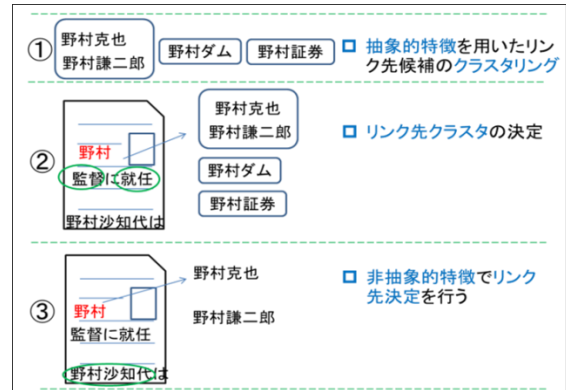 ①
野村克也
野村謙二郎
野村ダム
野村証券
抽象的特徴を用いたリン
ク先候補のクラスタリング
②
野村
監督に就任
野村沙知代は
野村克也
野村謙二郎
野村ダム
野村証券
リンク先クラスタの決定
③
野村
監督に就任
野村沙知代は
野村克也
野村謙二郎
非抽象的特徴でリンク
先決定を行う